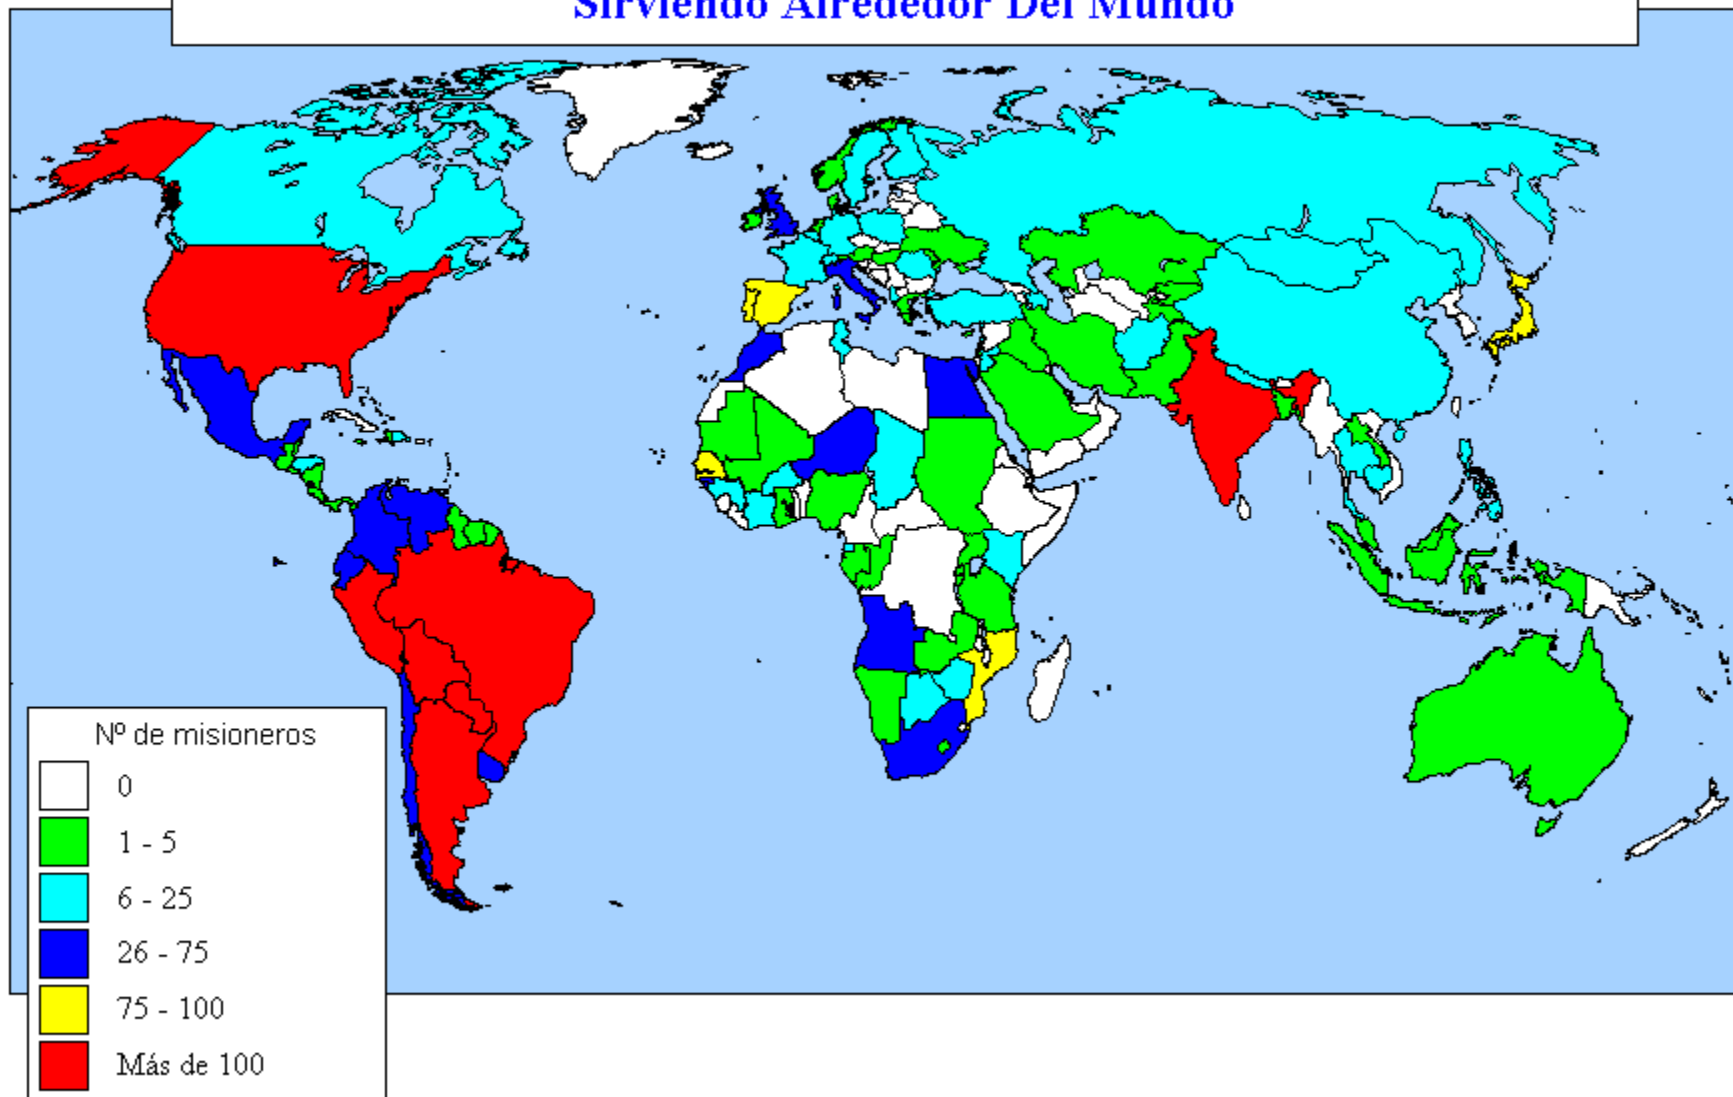 Sirviendo Alrededor Del Mundo
Nº de misioneros
0
1 - 5
6 - 25
26 - 75
75 - 100
Más de 100